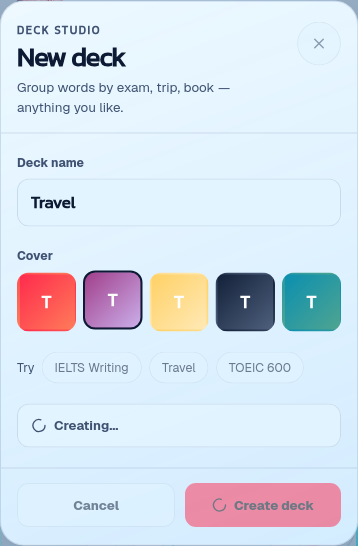 DECK STUDIO
New deck
Group words by exam, trip, book —
anything you like.
Deck name
Travel
Cover
T T T T T
Try IELTS Writing Travel TOEIC 600
Creating...
Cancel Create deck